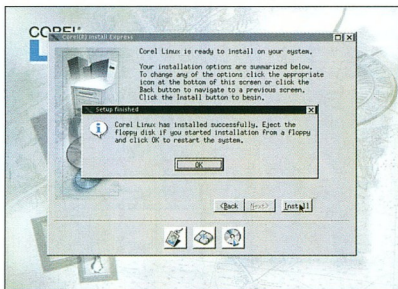 COREL
L
Corel(R) Install Express
Corel Linux is ready to install on your system.
Your installation options are summarized below.
To change any of the options click the appropriate
icon at the bottom of this screen or click the
Back button to navigate to a previous screen.
Click the Install button to begin.
Setup finished
Corel Linux has installed successfully. Eject the
floppy disk if you started installation from a floppy
and click OK to restart the system.
OK
<Back Next> Install